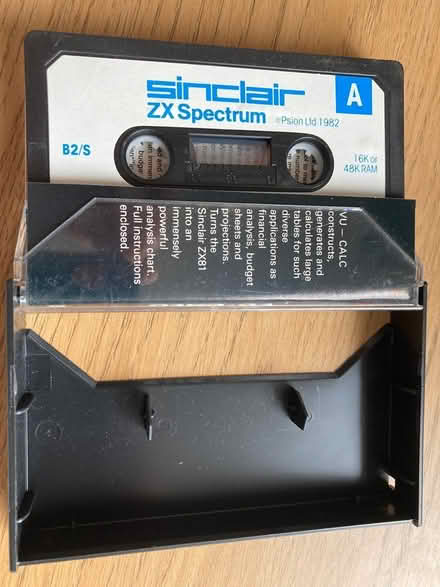 sinclair
A
ZX Spectrum
©Psion Ltd 1982
B2/S
16K or
48K RAM
VU – CALC
constructs,
generates and
calculates large
tables for such
diverse
applications as
financial
analysis, budget
sheets and
projections.
Turns the
Sinclair ZX81
into an
immensely
powerful
analysis chart.
Full instructions
enclosed.